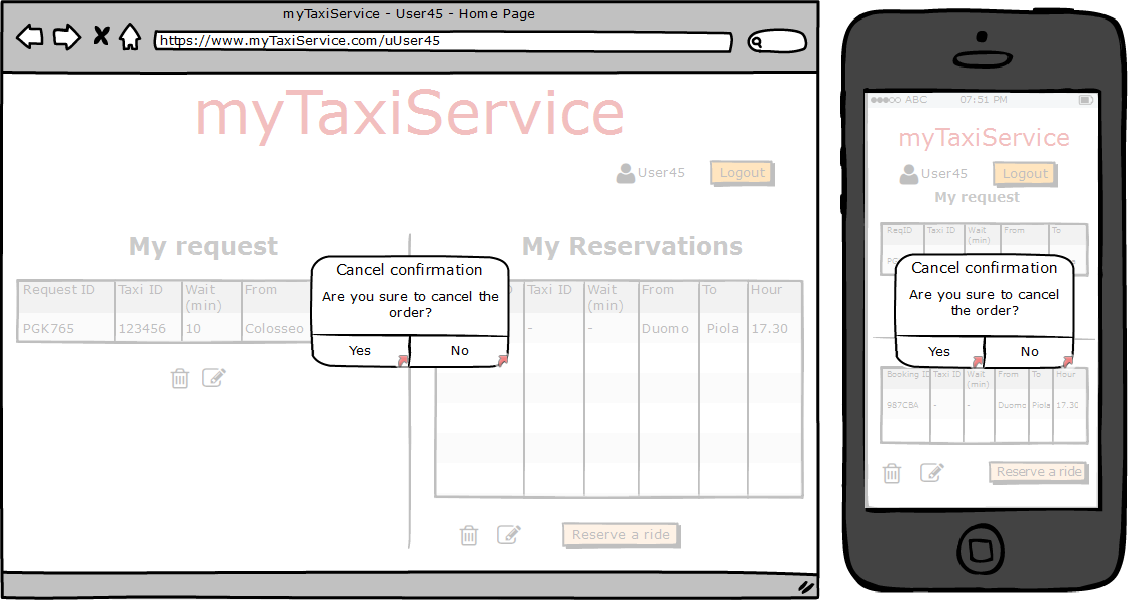 myTaxiService - User45 - Home Page
https://www.myTaxiService.com/uUser45
myTaxiService
User45 Logout
My request
Request ID Taxi ID Wait (min) From
PGK765 123456 10 Colosseo
My Reservations
Taxi ID Wait (min) From To Hour
- - Duomo Piola 17.30
Cancel confirmation
Are you sure to cancel the
order?
Yes No
Reserve a ride
ABC 07:51 PM
myTaxiService
User45 Logout
My request
ReqID Taxi ID Wait (min) From To
Cancel confirmation
Are you sure to cancel
the order?
Yes No
Booking ID Taxi ID Wait (min) From To Hour
987CBA - - Duomo Piola 17.30
Reserve a ride